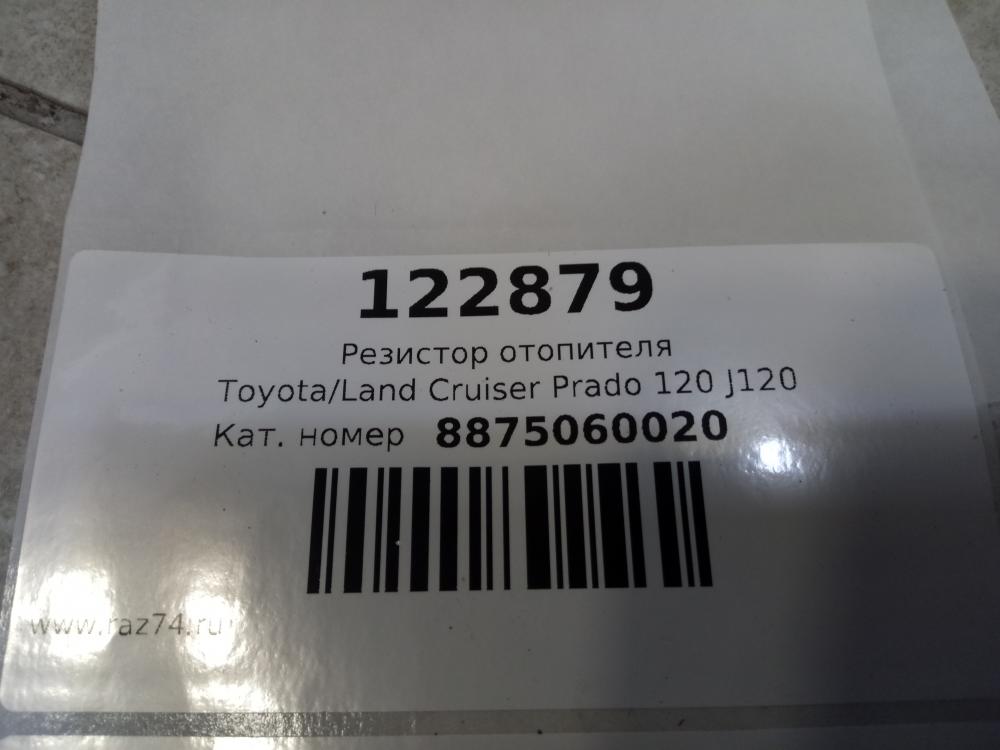 122879
Резистор отопителя
Toyota/Land Cruiser Prado 120 J120
Кат. номер 8875060020
www.raz74.ru